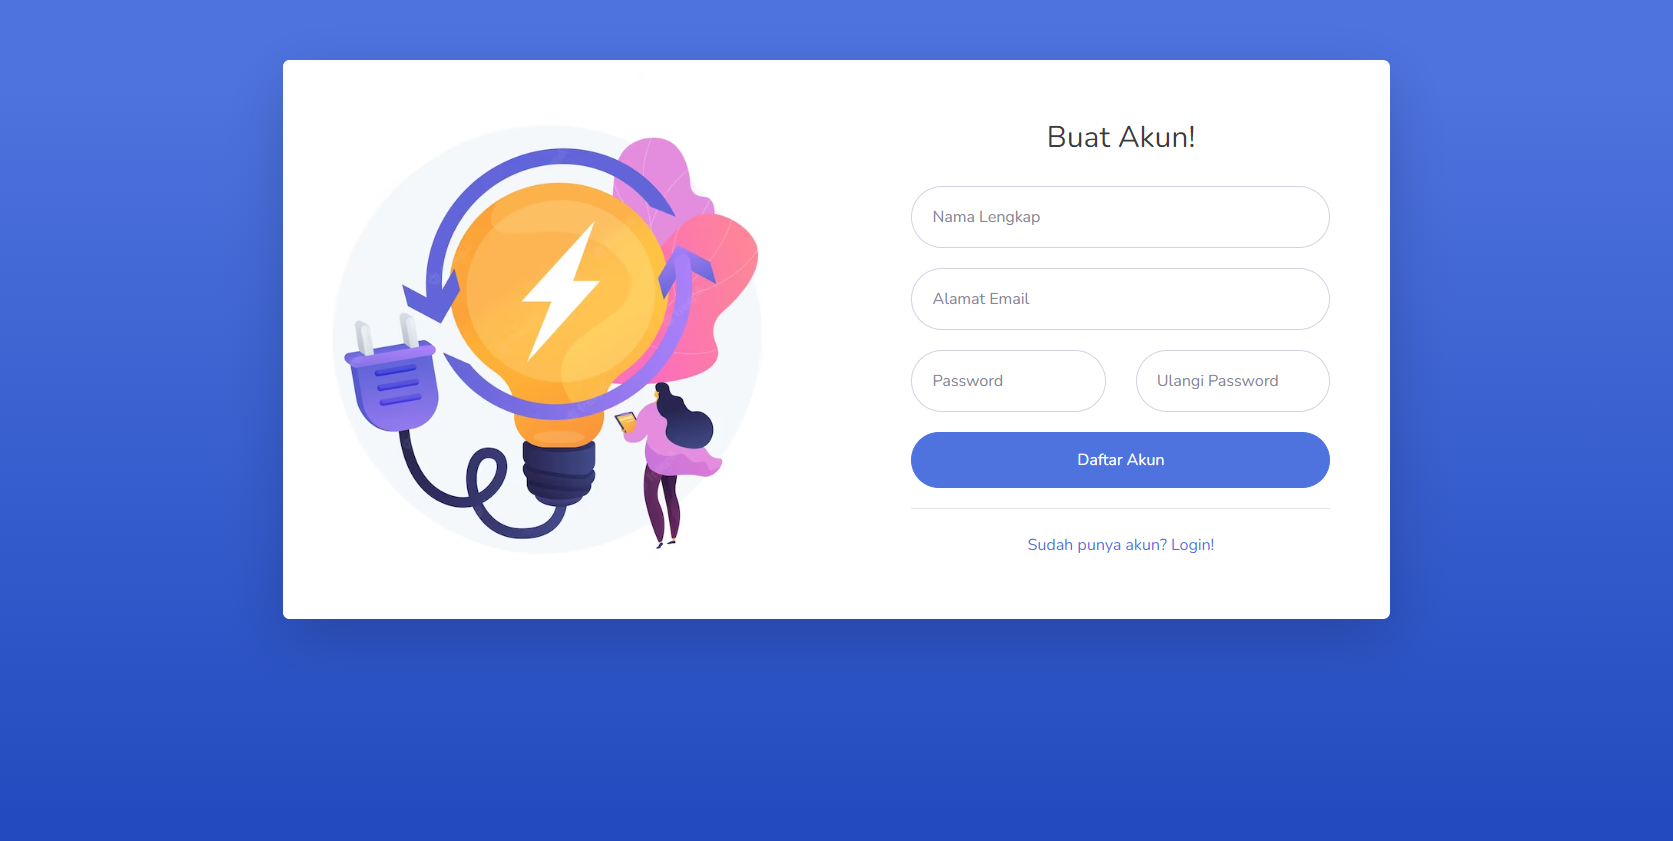 Buat Akun!
Nama Lengkap
Alamat Email
Password
Ulangi Password
Daftar Akun
Sudah punya akun? Login!